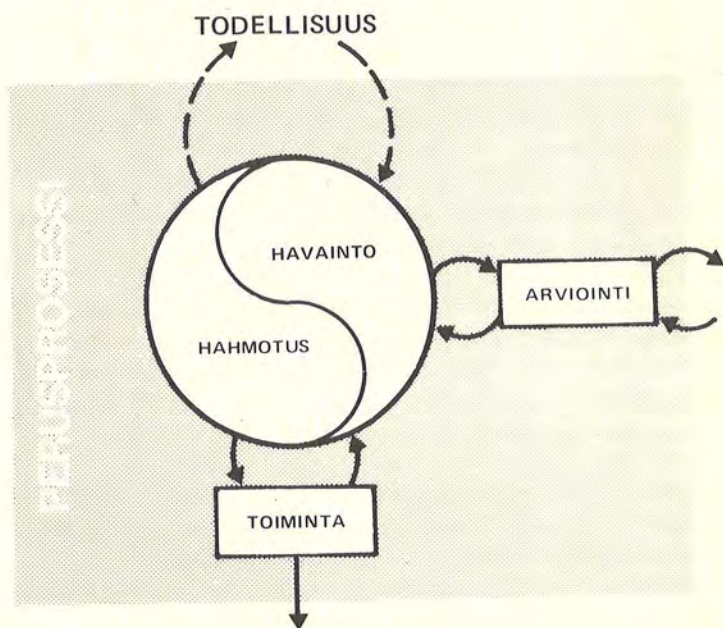 TODELLISUUS
PERUSPROSESSI
HAVAINTO
HAHMOTUS
ARVIOINTI
TOIMINTA